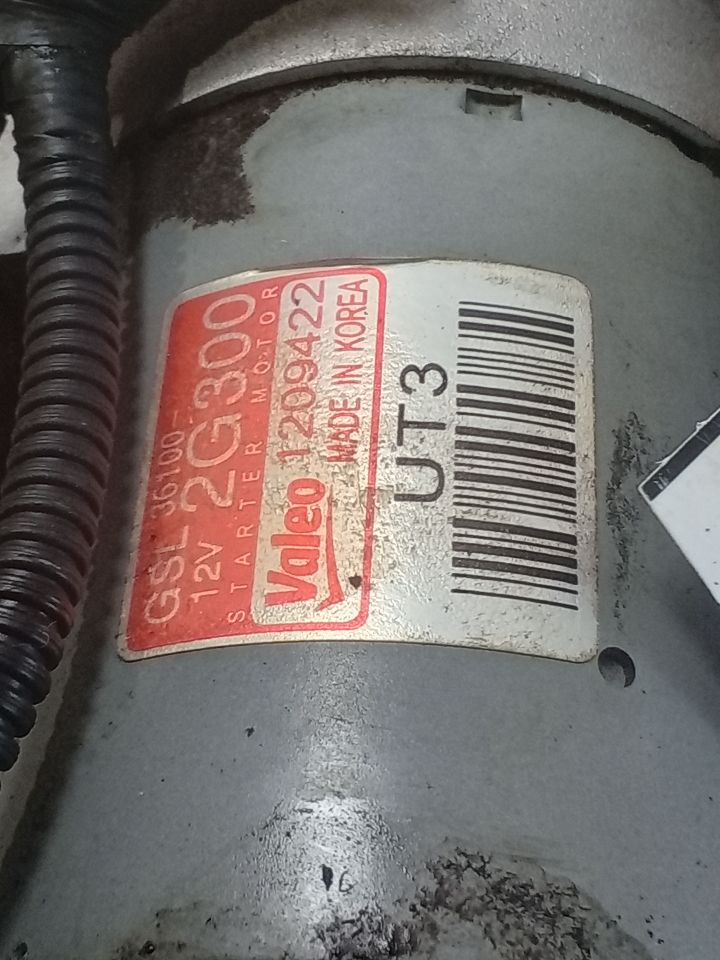 GSL 36100-
12V 2G300
STARTER MOTOR
Valeo 1209422
MADE IN KOREA
UT3